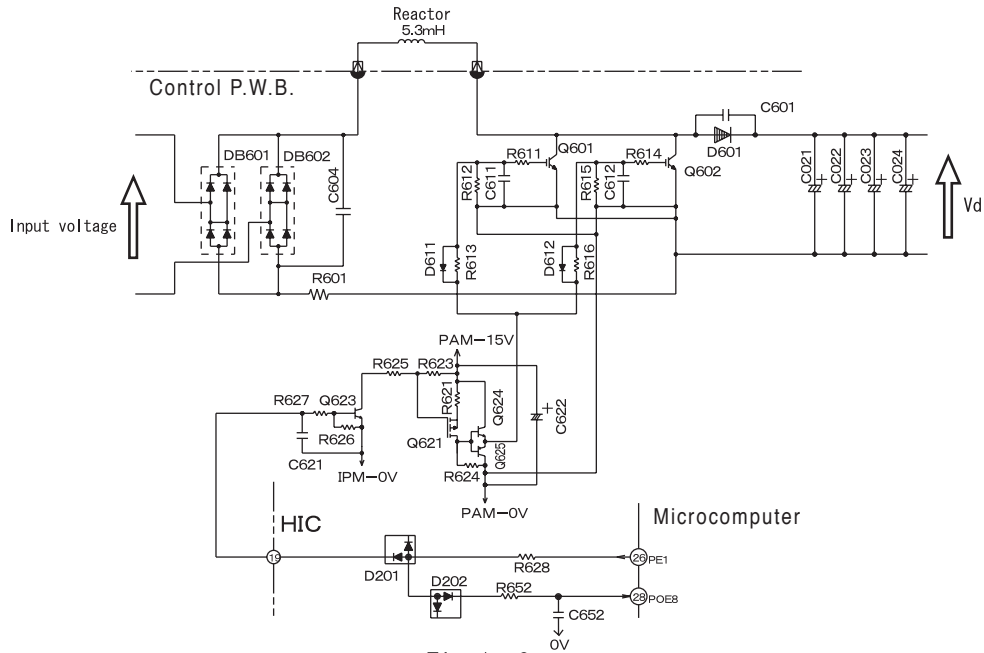 Reactor
5.3mH
Control P.W.B.
C601
D601
DB601
DB602
C604
R611
Q601
R612
C611
R614
Q602
R615
C612
C021
C022
C023
C024
Input voltage
Vd
R601
D611
R613
D612
R616
PAM-15V
R625
R623
R621
Q624
C622
R627
Q623
R626
C621
Q621
Q625
R624
IPM-0V
PAM-0V
HIC
Microcomputer
19
D201
R628
26 PE1
D202
R652
28 POE8
C652
0V